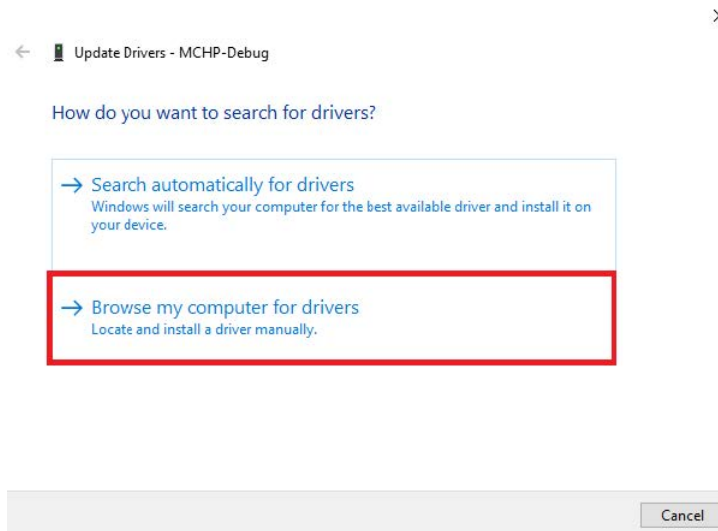 Update Drivers - MCHP-Debug
How do you want to search for drivers?
Search automatically for drivers
Windows will search your computer for the best available driver and install it on
your device.
Browse my computer for drivers
Locate and install a driver manually.
Cancel